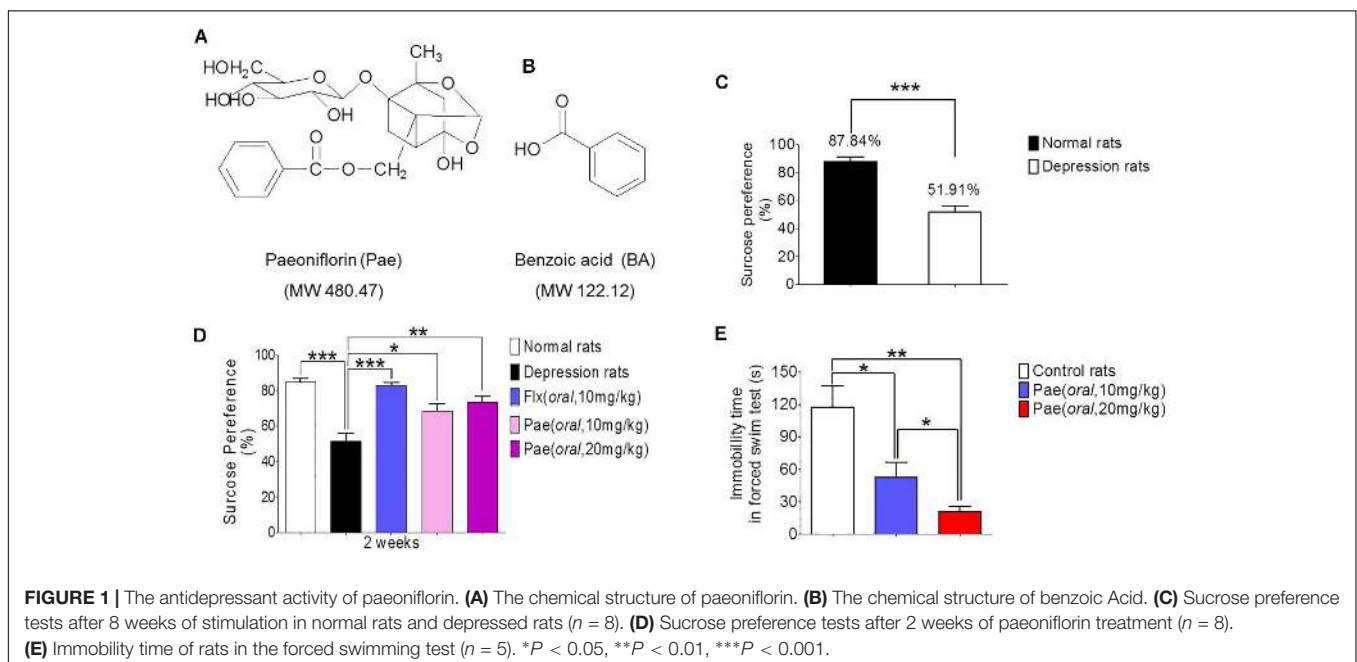 A
CH₃
HOH₂C
O
O
O
HO
HO
OH
O
O
OH
C
O
CH₂
B
O
HO
Paeoniflorin (Pae)
(MW 480.47)
Benzoic acid (BA)
(MW 122.12)
C
Surcose pereference
(%)
100
80
60
40
20
0
87.84%
51.91%
***
Normal rats
Depression rats
D
Surcose Pereference
(%)
100
80
60
40
20
0
***
***
*
**
2 weeks
Normal rats
Depression rats
Flx(oral,10mg/kg)
Pae(oral,10mg/kg)
Pae(oral,20mg/kg)
E
Immobility time
in forced swim test (s)
150
120
90
60
30
0
*
**
*
Control rats
Pae(oral,10mg/kg)
Pae(oral,20mg/kg)
FIGURE 1 | The antidepressant activity of paeoniflorin. (A) The chemical structure of paeoniflorin. (B) The chemical structure of benzoic Acid. (C) Sucrose preference
tests after 8 weeks of stimulation in normal rats and depressed rats (n = 8). (D) Sucrose preference tests after 2 weeks of paeoniflorin treatment (n = 8).
(E) Immobility time of rats in the forced swimming test (n = 5). *P < 0.05, **P < 0.01, ***P < 0.001.